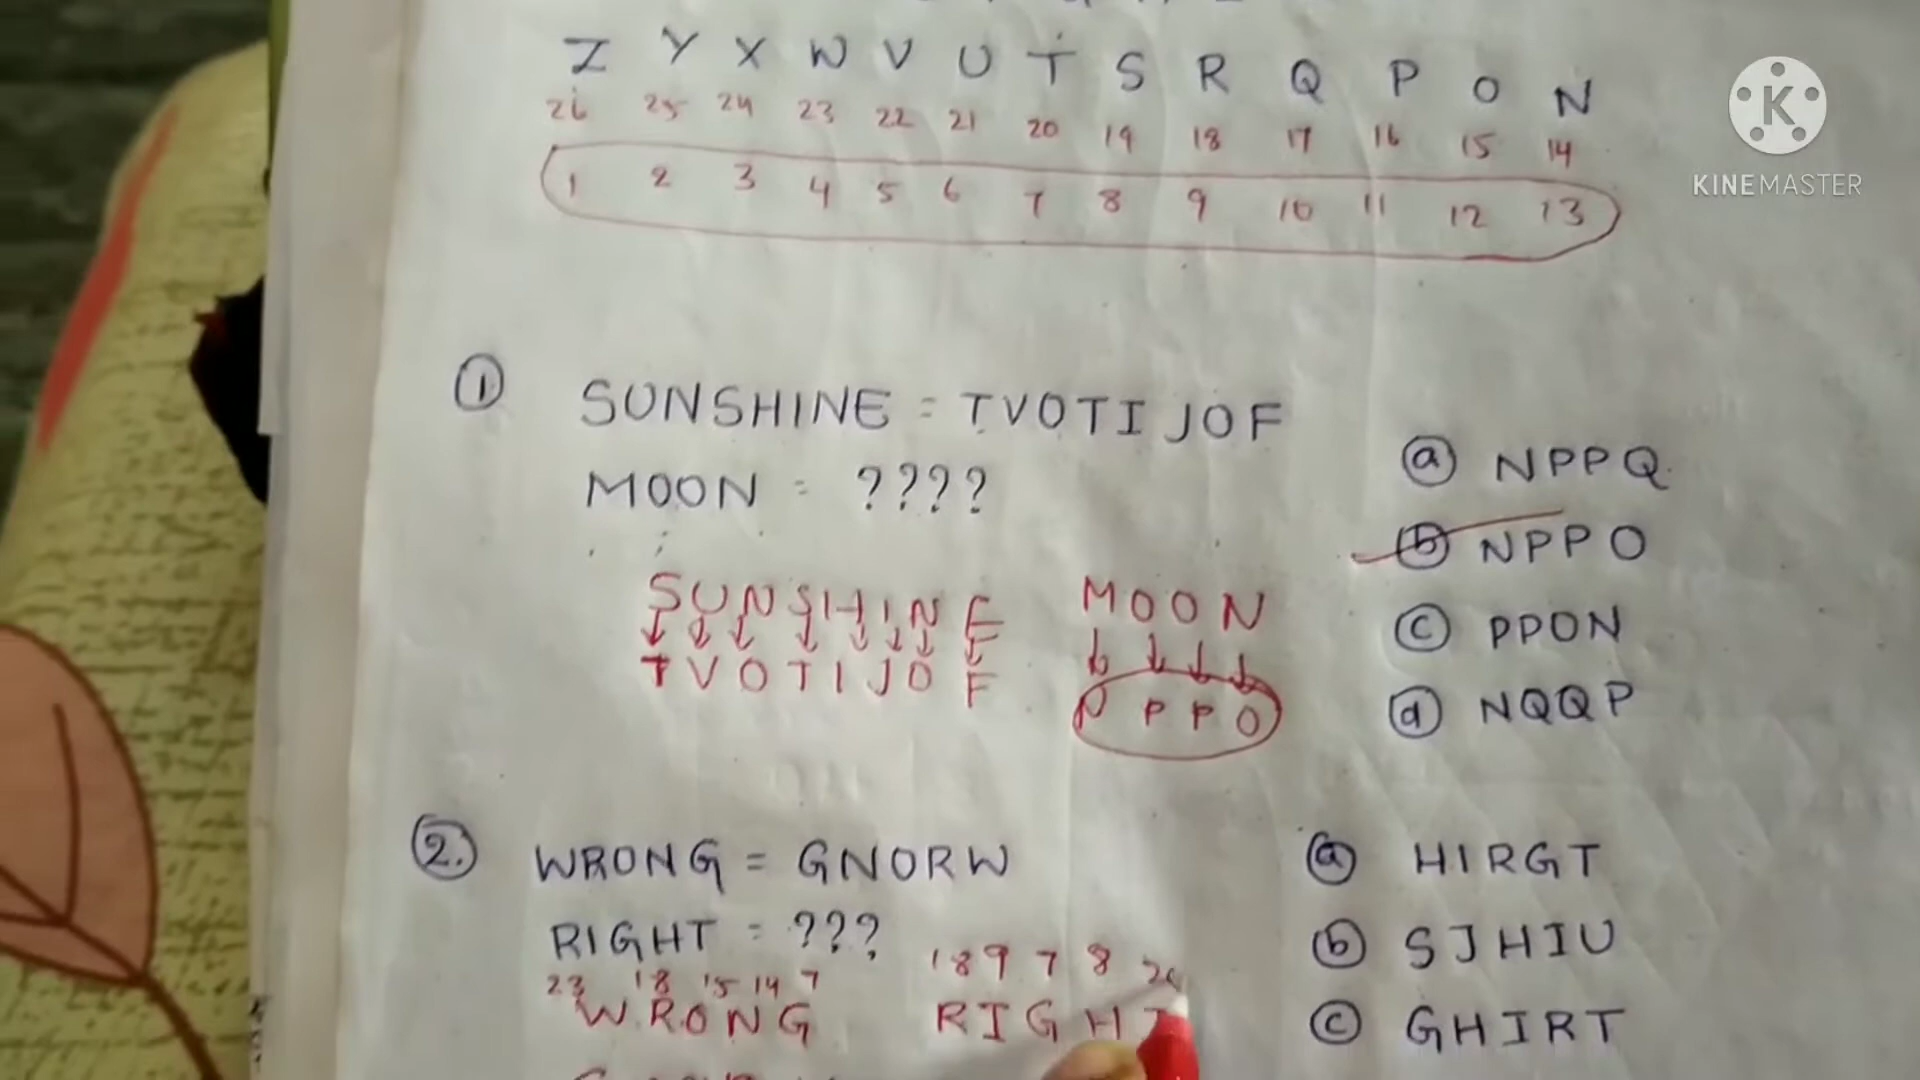 Z Y X W V U T S R Q P O N
26 25 24 23 22 21 20 19 18 17 16 15 14
1 2 3 4 5 6 7 8 9 10 11 12 13
K
KINEMASTER
① SUNSHINE = TVOTIJOF
MOON = ????
ⓐ NPPQ
ⓑ NPPO
ⓒ PPON
ⓓ NQQP
SUNSHINE
TVOTIJOF
MOON
NPPO
②. WRONG = GNORW
RIGHT = ???
ⓐ HIRGT
ⓑ SJHIU
ⓒ GHIRT
23 18 15 14 7
WRONG
18 9 7 8 20
RIGHT